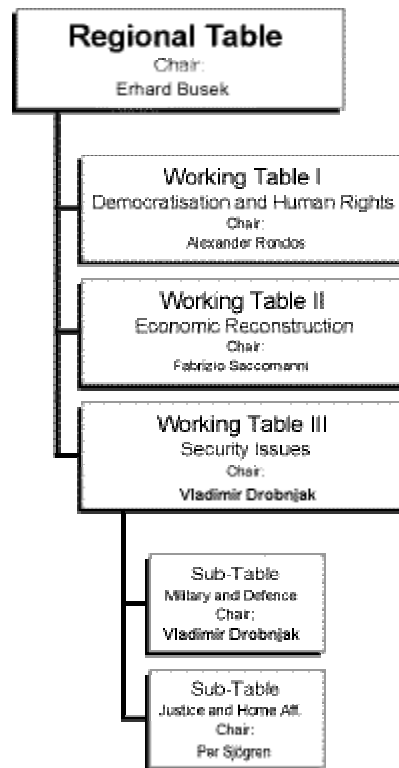 Regional Table
Chair:
Erhard Busek
Working Table I
Democratisation and Human Rights
Chair:
Alexander Rondos
Working Table II
Economic Reconstruction
Chair:
Fabrizio Saccomanni
Working Table III
Security Issues
Chair:
Vladimir Drobnjak
Sub-Table
Military and Defence
Chair:
Vladimir Drobnjak
Sub-Table
Justice and Home Aff.
Chair:
Per Sjögren